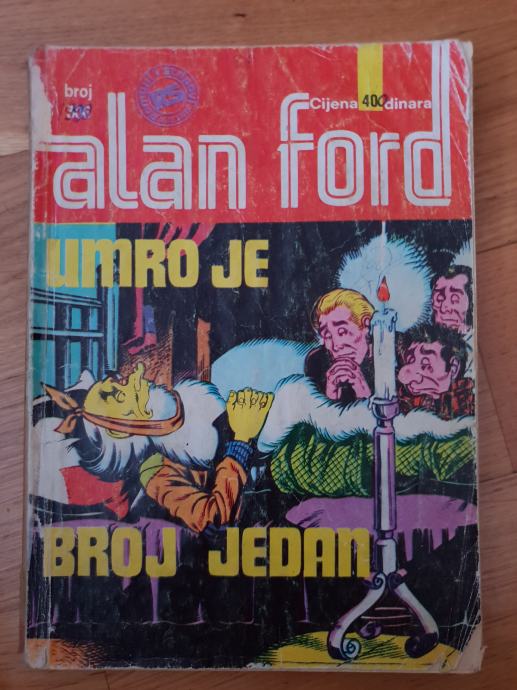 broj
Cijena 400 dinara
alan ford
UMRO JE
BROJ JEDAN